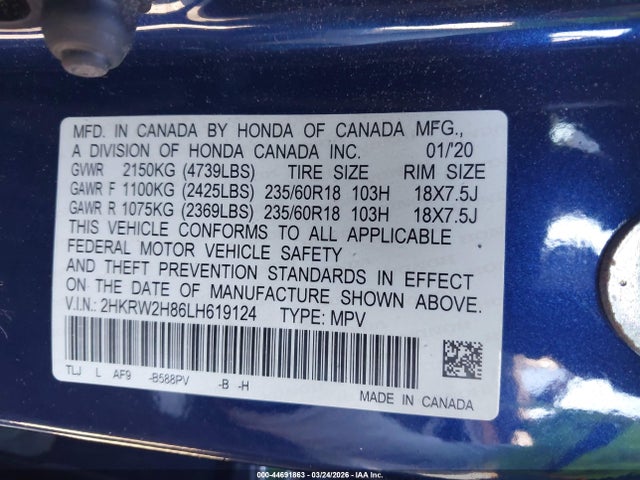 MFD. IN CANADA BY HONDA OF CANADA MFG.,
A DIVISION OF HONDA CANADA INC. 01/'20
GVWR 2150KG (4739LBS) TIRE SIZE RIM SIZE
GAWR F 1100KG (2425LBS) 235/60R18 103H 18X7.5J
GAWR R 1075KG (2369LBS) 235/60R18 103H 18X7.5J
THIS VEHICLE CONFORMS TO ALL APPLICABLE
FEDERAL MOTOR VEHICLE SAFETY
AND THEFT PREVENTION STANDARDS IN EFFECT
ON THE DATE OF MANUFACTURE SHOWN ABOVE.
V.I.N.: 2HKRW2H86LH619124 TYPE: MPV
TLJ L AF9 -B588PV -B -H
MADE IN CANADA
000-44691863 - 03/24/2026 - IAA Inc.